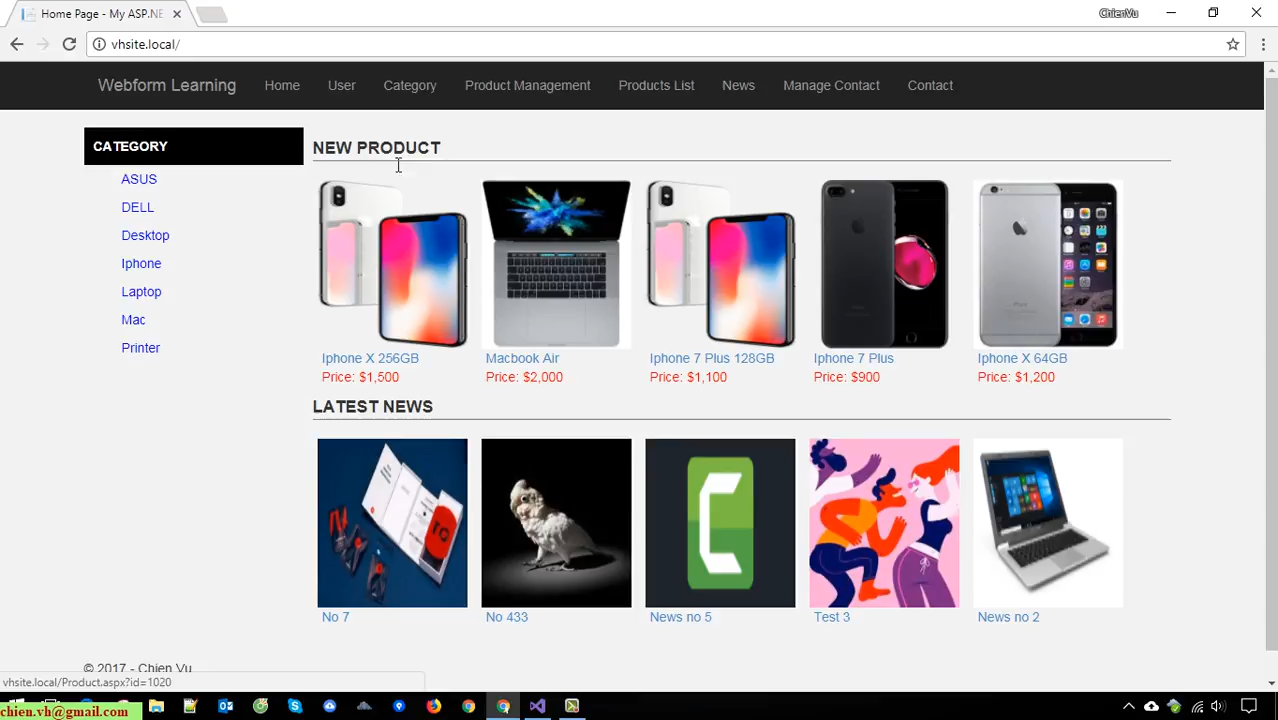 Home Page - My ASP.NE
ChienVu
vhsite.local/
Webform Learning
Home
User
Category
Product Management
Products List
News
Manage Contact
Contact
CATEGORY
ASUS
DELL
Desktop
Iphone
Laptop
Mac
Printer
NEW PRODUCT
Iphone X 256GB
Price: $1,500
Macbook Air
Price: $2,000
Iphone 7 Plus 128GB
Price: $1,100
Iphone 7 Plus
Price: $900
Iphone X 64GB
Price: $1,200
LATEST NEWS
No 7
No 433
News no 5
Test 3
News no 2
© 2017 - Chien Vu
vhsite.local/Product.aspx?id=1020
chien.vh@gmail.com